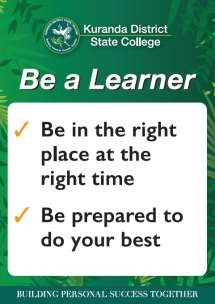 Kuranda District
State College
Be a Learner
✓ Be in the right
place at the
right time
✓ Be prepared to
do your best
BUILDING PERSONAL SUCCESS TOGETHER